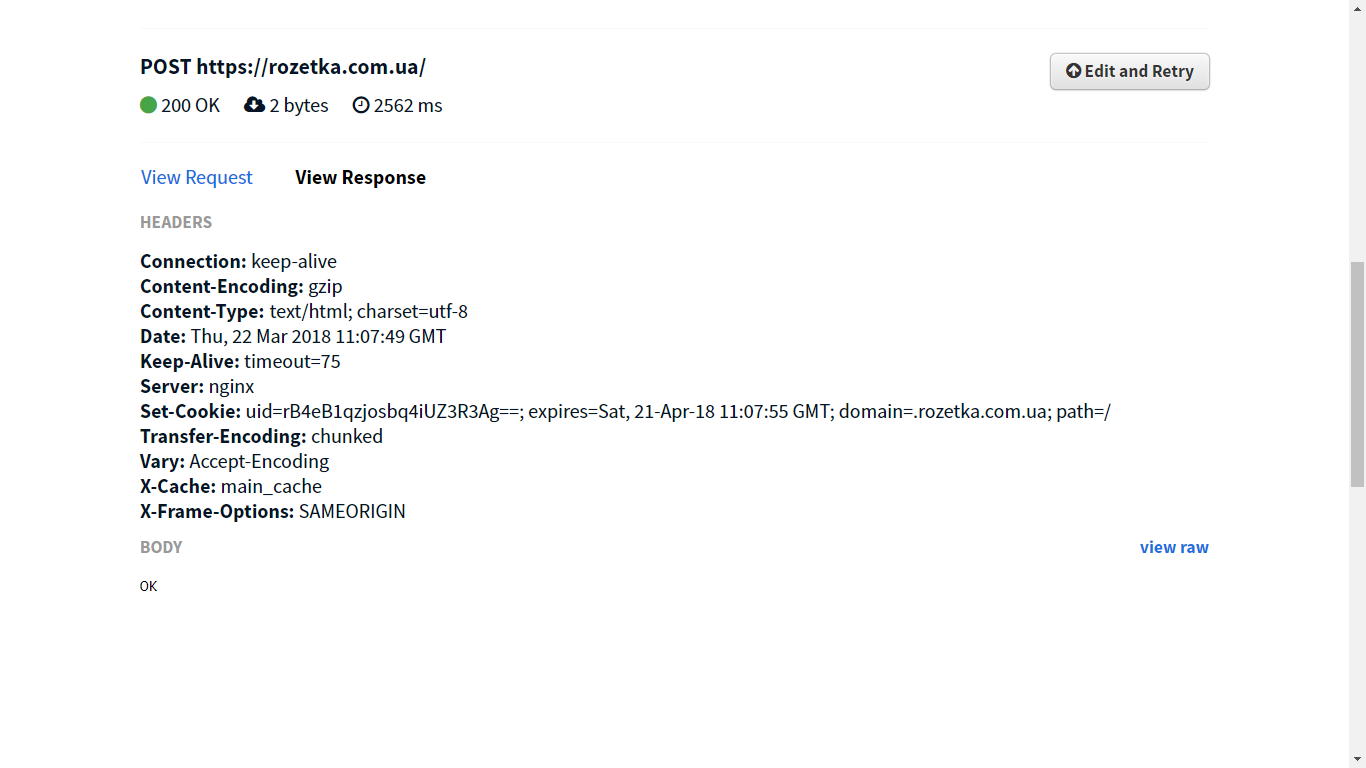 POST https://rozetka.com.ua/
Edit and Retry
200 OK 2 bytes 2562 ms
View Request View Response
HEADERS
Connection: keep-alive
Content-Encoding: gzip
Content-Type: text/html; charset=utf-8
Date: Thu, 22 Mar 2018 11:07:49 GMT
Keep-Alive: timeout=75
Server: nginx
Set-Cookie: uid=rB4eB1qzjosbq4iUZ3R3Ag==; expires=Sat, 21-Apr-18 11:07:55 GMT; domain=.rozetka.com.ua; path=/
Transfer-Encoding: chunked
Vary: Accept-Encoding
X-Cache: main_cache
X-Frame-Options: SAMEORIGIN
BODY view raw
OK